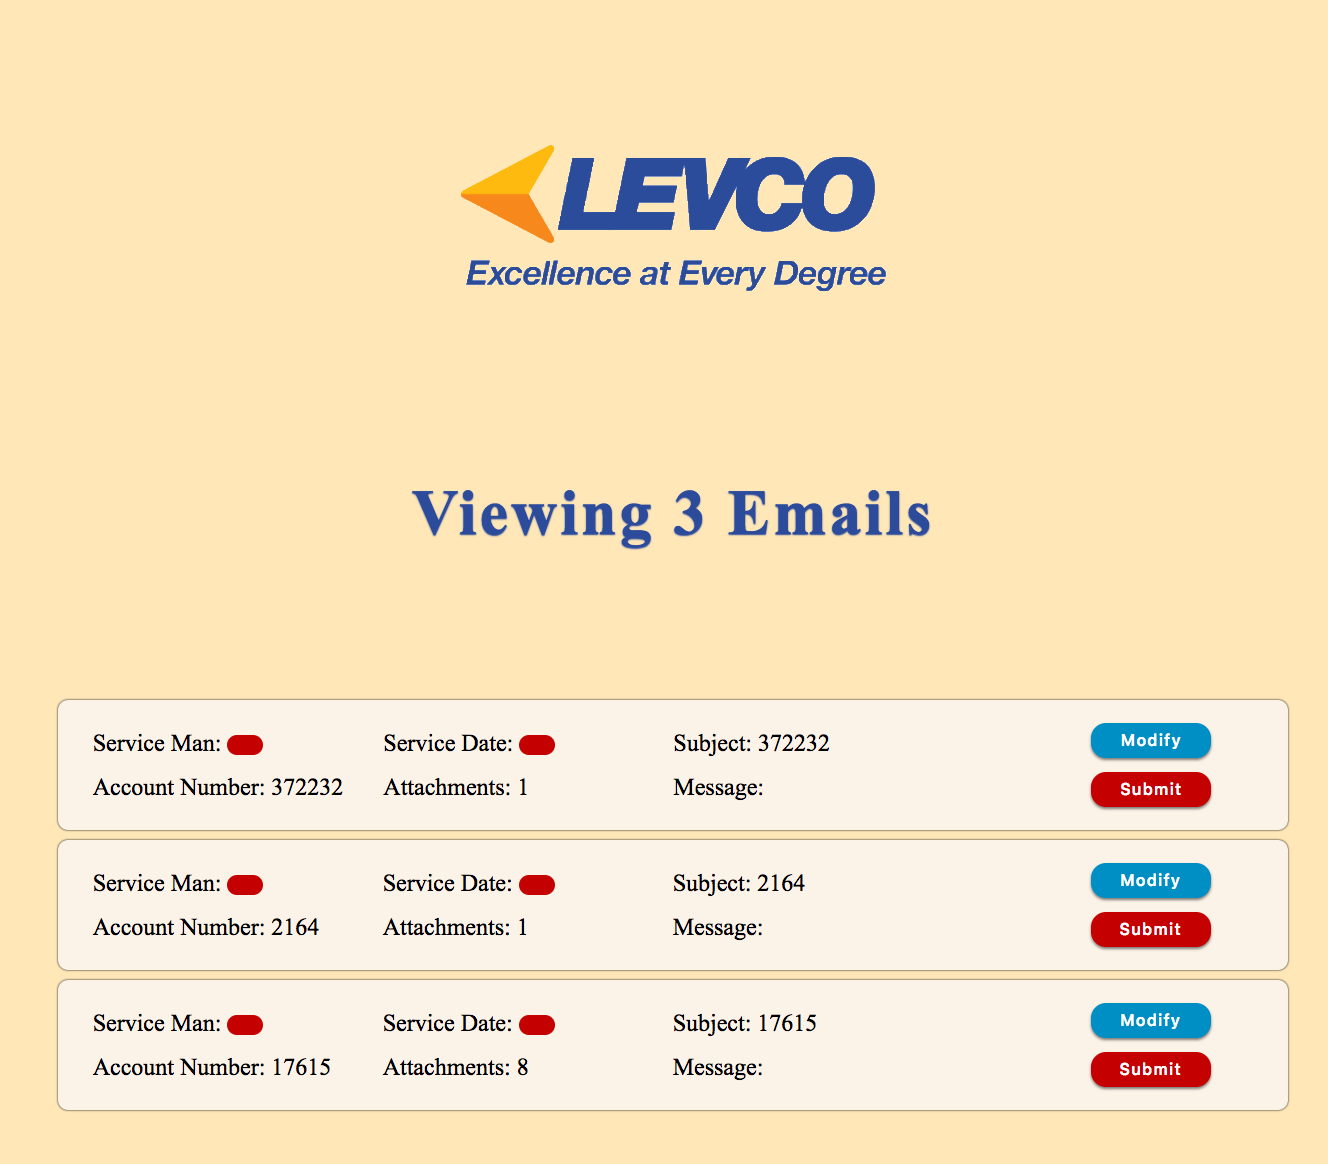 LEVCO
Excellence at Every Degree
Viewing 3 Emails
Service Man:
Service Date:
Subject: 372232
Modify
Account Number: 372232
Attachments: 1
Message:
Submit
Service Man:
Service Date:
Subject: 2164
Modify
Account Number: 2164
Attachments: 1
Message:
Submit
Service Man:
Service Date:
Subject: 17615
Modify
Account Number: 17615
Attachments: 8
Message:
Submit